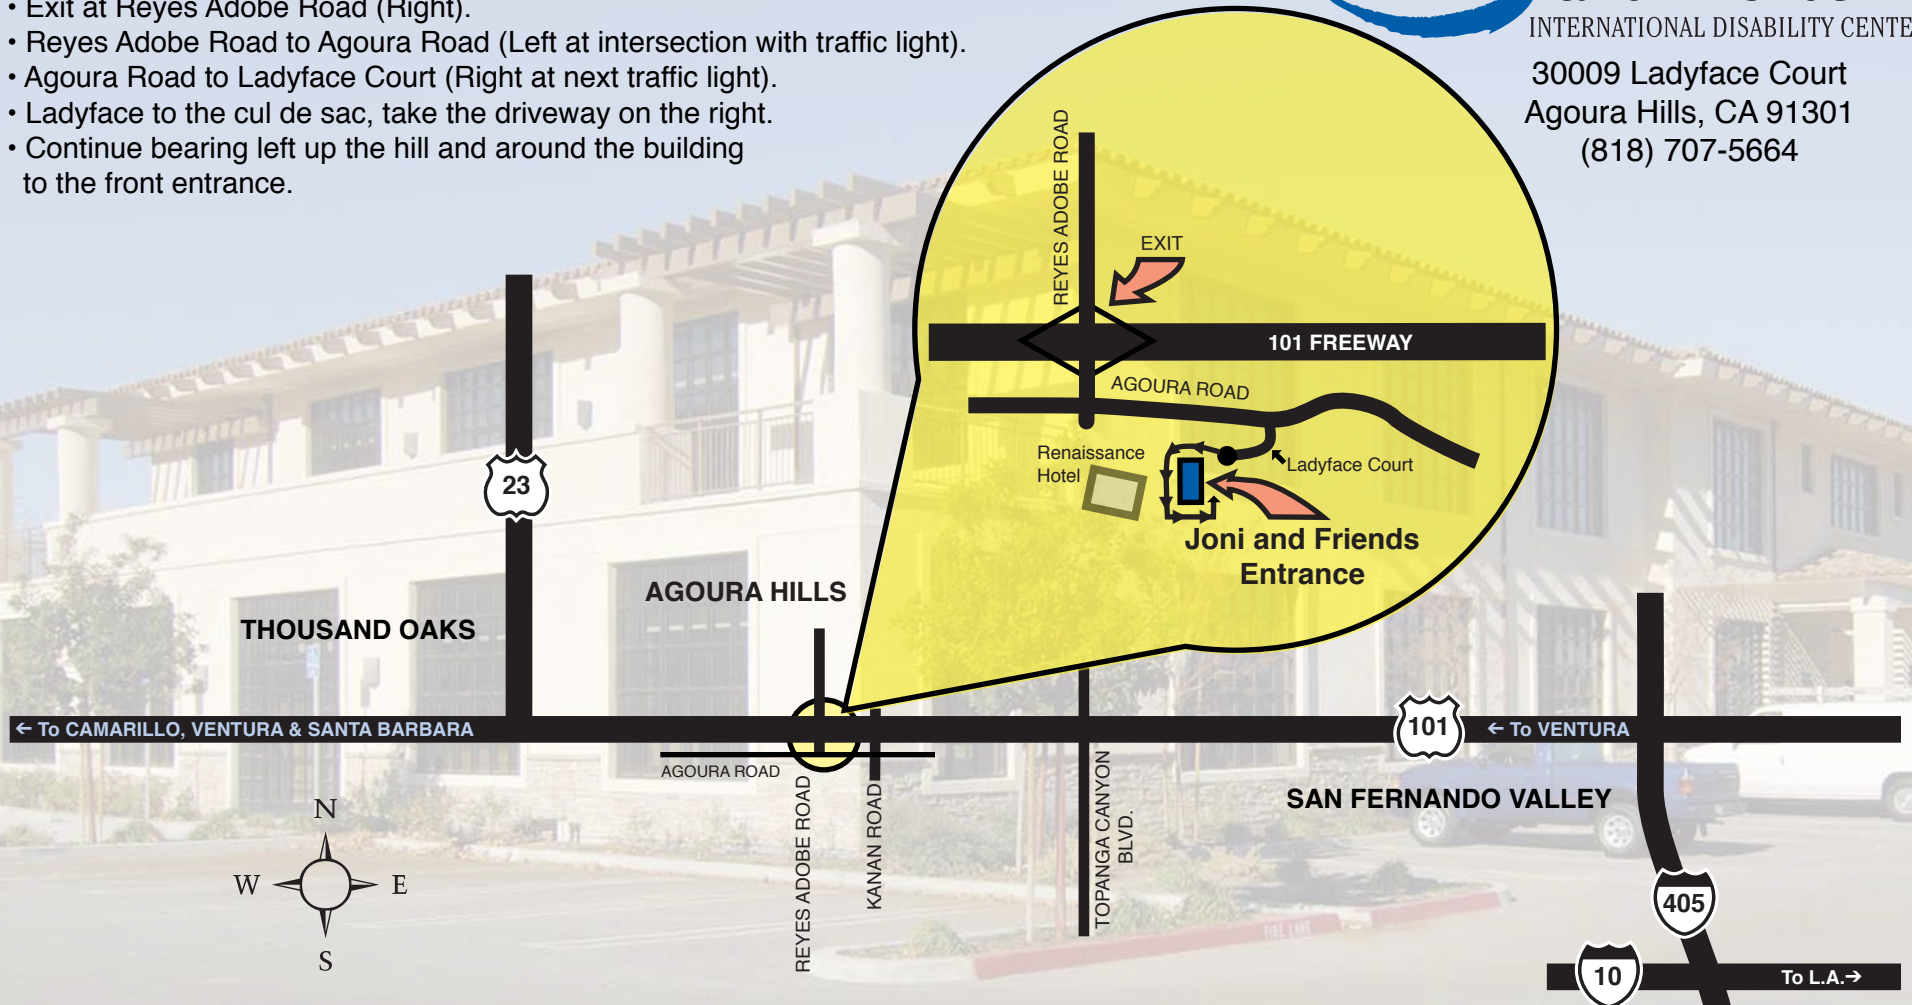 • Exit at Reyes Adobe Road (Right).
• Reyes Adobe Road to Agoura Road (Left at intersection with traffic light).
• Agoura Road to Ladyface Court (Right at next traffic light).
• Ladyface to the cul de sac, take the driveway on the right.
• Continue bearing left up the hill and around the building
to the front entrance.
INTERNATIONAL DISABILITY CENTE
30009 Ladyface Court
Agoura Hills, CA 91301
(818) 707-5664
REYES ADOBE ROAD
EXIT
101 FREEWAY
AGOURA ROAD
Renaissance
Hotel
Ladyface Court
Joni and Friends
Entrance
23
AGOURA HILLS
THOUSAND OAKS
← To CAMARILLO, VENTURA & SANTA BARBARA
101
← To VENTURA
AGOURA ROAD
REYES ADOBE ROAD
KANAN ROAD
TOPANGA CANYON
BLVD.
SAN FERNANDO VALLEY
N
W
E
S
405
FIRE LANE
10
To L.A.→